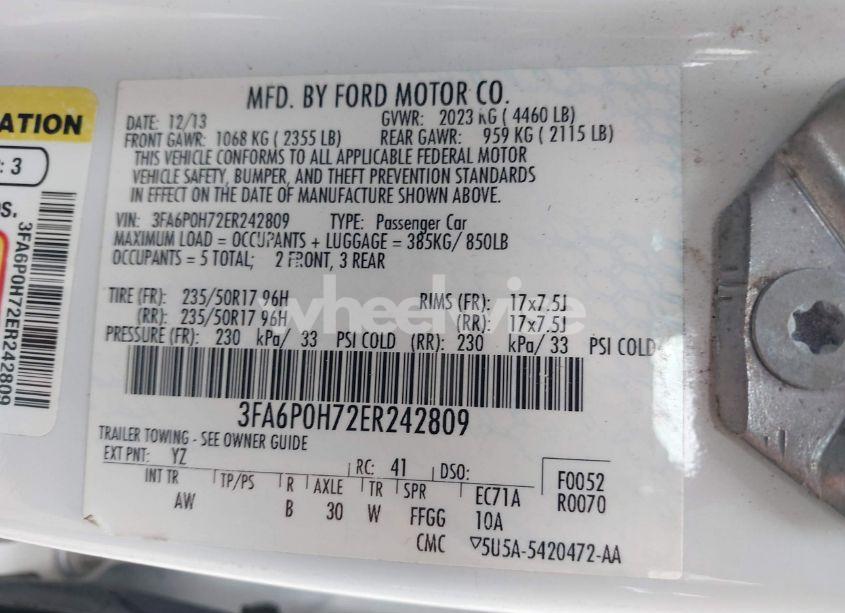 MFD. BY FORD MOTOR CO.
DATE: 12/13 GVWR: 2023 KG ( 4460 LB)
FRONT GAWR: 1068 KG ( 2355 LB) REAR GAWR: 959 KG ( 2115 LB)
THIS VEHICLE CONFORMS TO ALL APPLICABLE FEDERAL MOTOR
VEHICLE SAFETY, BUMPER, AND THEFT PREVENTION STANDARDS
IN EFFECT ON THE DATE OF MANUFACTURE SHOWN ABOVE.
VIN: 3FA6P0H72ER242809 TYPE: Passenger Car
MAXIMUM LOAD = OCCUPANTS + LUGGAGE = 385KG/ 850LB
OCCUPANTS = 5 TOTAL; 2 FRONT, 3 REAR
TIRE (FR): 235/50R17 96H RIMS (FR): 17x7.5J
(RR): 235/50R17 96H (RR): 17x7.5J
PRESSURE (FR): 230 kPa/ 33 PSI COLD (RR): 230 kPa/ 33 PSI COLD
3FA6P0H72ER242809
TRAILER TOWING - SEE OWNER GUIDE
EXT PNT: YZ RC: 41 DSO: F0052
INT TR TP/PS R AXLE TR SPR EC71A R0070
AW B 30 W FFGG 10A
CMC ▽5U5A-5420472-AA
ATION
: 3
S.
3FA6P0H72ER242809
wheelwise